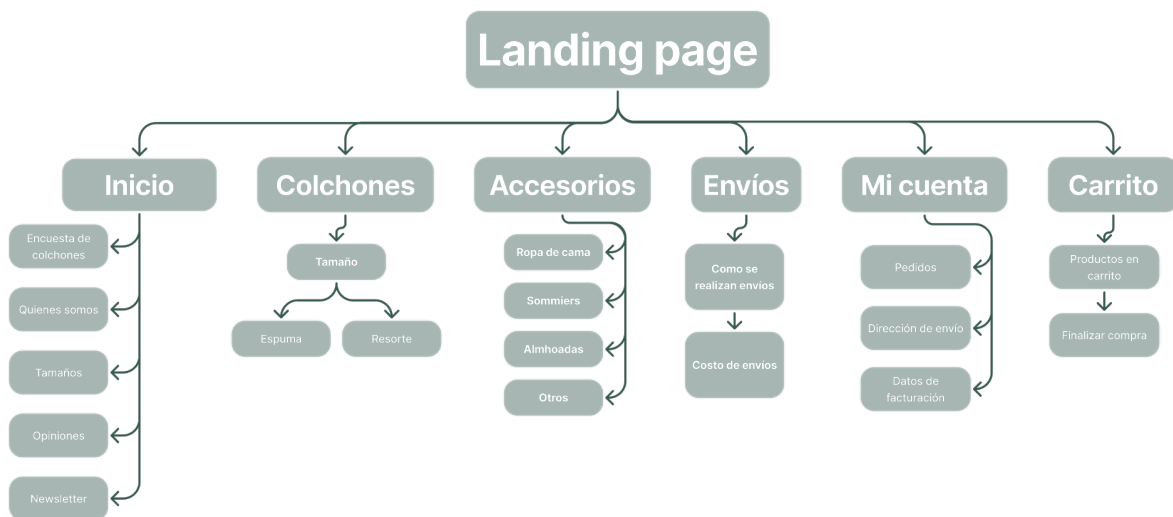 Landing page
Inicio
Colchones
Accesorios
Envíos
Mi cuenta
Carrito
Encuesta de
colchones
Quienes somos
Tamaños
Opiniones
Newsletter
Tamaño
Espuma
Resorte
Ropa de cama
Sommiers
Almhoadas
Otros
Como se
realizan envíos
Costo de envíos
Pedidos
Dirección de envío
Datos de
facturación
Productos en
carrito
Finalizar compra